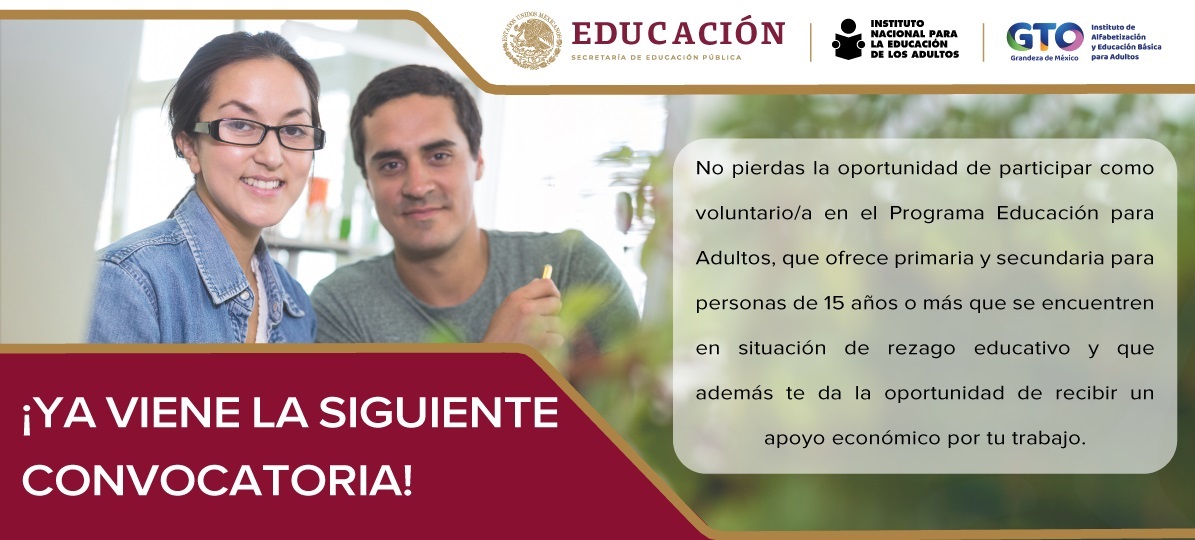 ESTADOS UNIDOS MEXICANOS
EDUCACIÓN
SECRETARÍA DE EDUCACIÓN PÚBLICA
INSTITUTO
NACIONAL PARA
LA EDUCACIÓN
DE LOS ADULTOS
GTO
Grandeza de México
Instituto de
Alfabetización
y Educación Básica
para Adultos
No pierdas la oportunidad de participar como
voluntario/a en el Programa Educación para
Adultos, que ofrece primaria y secundaria para
personas de 15 años o más que se encuentren
en situación de rezago educativo y que
además te da la oportunidad de recibir un
apoyo económico por tu trabajo.
¡YA VIENE LA SIGUIENTE
CONVOCATORIA!